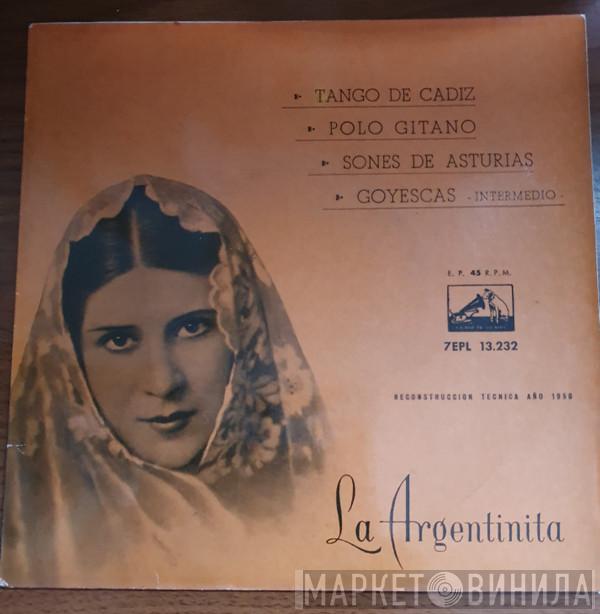 TANGO DE CADIZ
POLO GITANO
SONES DE ASTURIAS
GOYESCAS - INTERMEDIO -
E. P. 45 R.P.M.
7EPL 13.232
RECONSTRUCCION TECNICA AÑO 1958
La Argentinita
МАРКЕТ ВИНИЛА